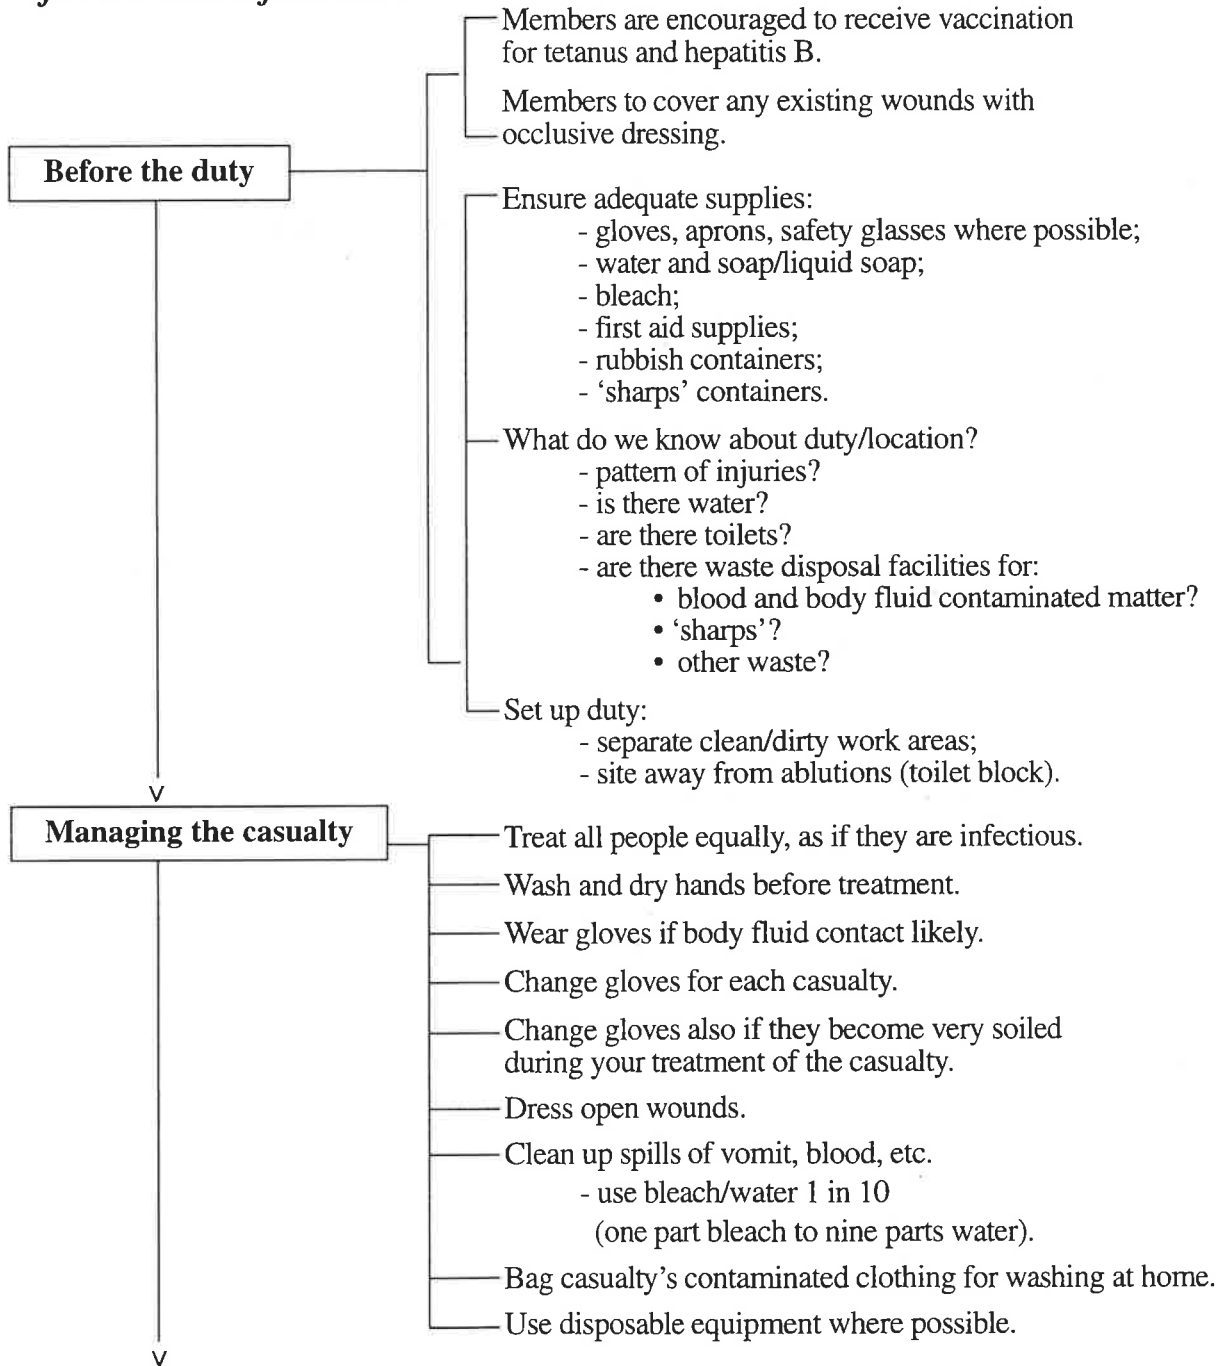 Members are encouraged to receive vaccination
for tetanus and hepatitis B.
Members to cover any existing wounds with
occlusive dressing.
Before the duty
Ensure adequate supplies:
- gloves, aprons, safety glasses where possible;
- water and soap/liquid soap;
- bleach;
- first aid supplies;
- rubbish containers;
- ‘sharps’ containers.
What do we know about duty/location?
- pattern of injuries?
- is there water?
- are there toilets?
- are there waste disposal facilities for:
• blood and body fluid contaminated matter?
• ‘sharps’?
• other waste?
Set up duty:
- separate clean/dirty work areas;
- site away from ablutions (toilet block).
Managing the casualty
Treat all people equally, as if they are infectious.
Wash and dry hands before treatment.
Wear gloves if body fluid contact likely.
Change gloves for each casualty.
Change gloves also if they become very soiled
during your treatment of the casualty.
Dress open wounds.
Clean up spills of vomit, blood, etc.
- use bleach/water 1 in 10
(one part bleach to nine parts water).
Bag casualty’s contaminated clothing for washing at home.
Use disposable equipment where possible.